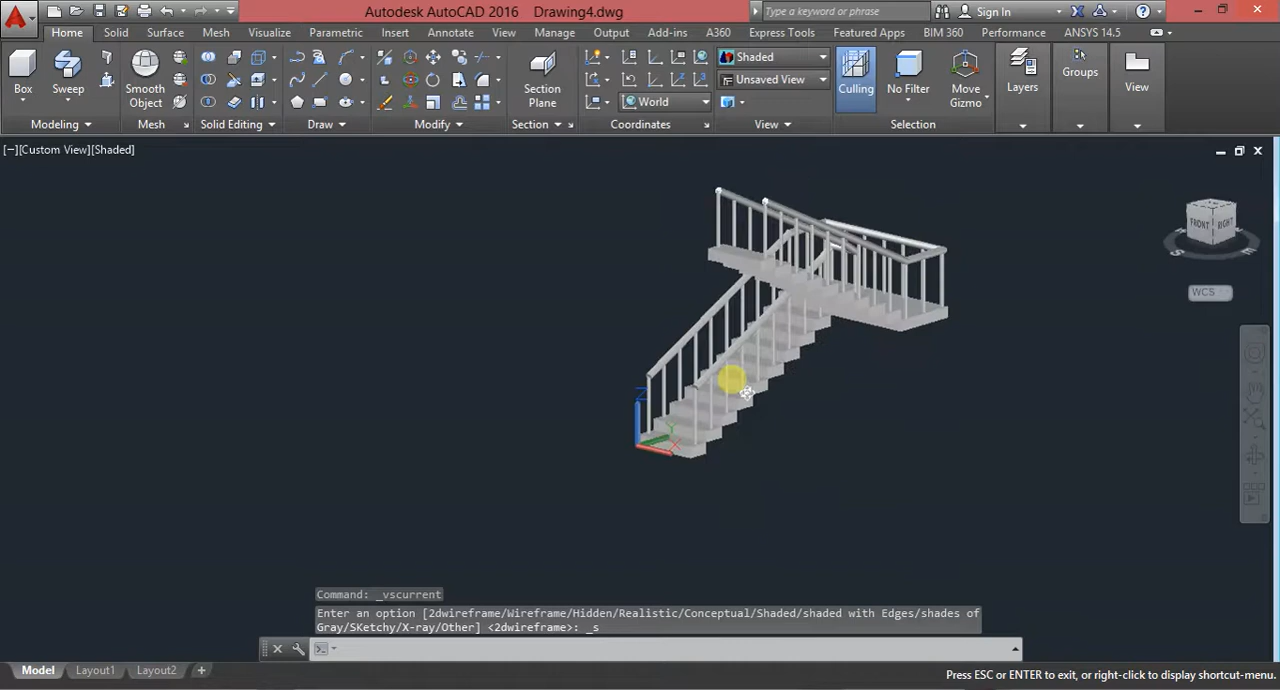 Autodesk AutoCAD 2016 Drawing4.dwg
Type a keyword or phrase
Sign In
Home Solid Surface Mesh Visualize Parametric Insert Annotate View Manage Output Add-ins A360 Express Tools Featured Apps BIM 360 Performance ANSYS 14.5
Shaded
Unsaved View
World
Box
Sweep
Smooth
Object
Section
Plane
Culling
No Filter
Move
Gizmo
Layers
Groups
View
Modeling Mesh Solid Editing Draw Modify Section Coordinates View Selection
[−][Custom View][Shaded]
FRONT RIGHT
S E
WCS
Z
Y
X
Command: _vscurrent
Enter an option [2dwireframe/Wireframe/Hidden/Realistic/Conceptual/Shaded/shaded with Edges/shades of
Gray/SKetchy/X-ray/Other] <2dwireframe>: _s
Model Layout1 Layout2 +
Press ESC or ENTER to exit, or right-click to display shortcut-menu.